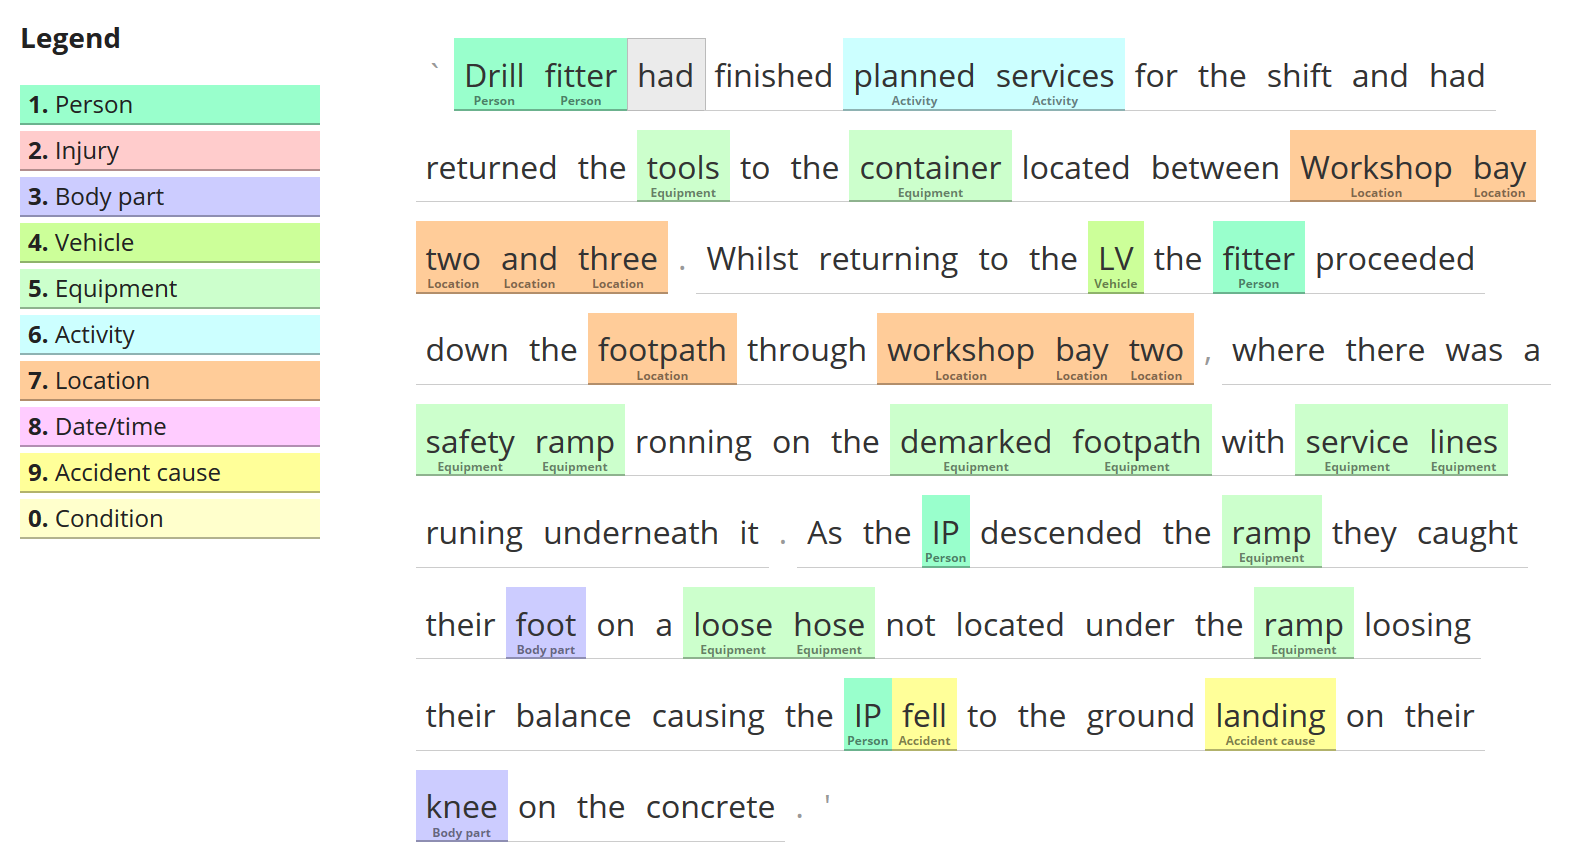 Legend
1. Person
2. Injury
3. Body part
4. Vehicle
5. Equipment
6. Activity
7. Location
8. Date/time
9. Accident cause
0. Condition
` Drill fitter had finished planned services for the shift and had
Person Person Activity Activity
returned the tools to the container located between Workshop bay
Equipment Equipment Location Location
two and three . Whilst returning to the LV the fitter proceeded
Location Location Location Vehicle Person
down the footpath through workshop bay two , where there was a
Location Location Location Location
safety ramp ronning on the demarked footpath with service lines
Equipment Equipment Equipment Equipment Equipment Equipment
runing underneath it . As the IP descended the ramp they caught
Person Equipment
their foot on a loose hose not located under the ramp loosing
Body part Equipment Equipment Equipment
their balance causing the IP fell to the ground landing on their
Person Accident Accident cause
knee on the concrete . '
Body part